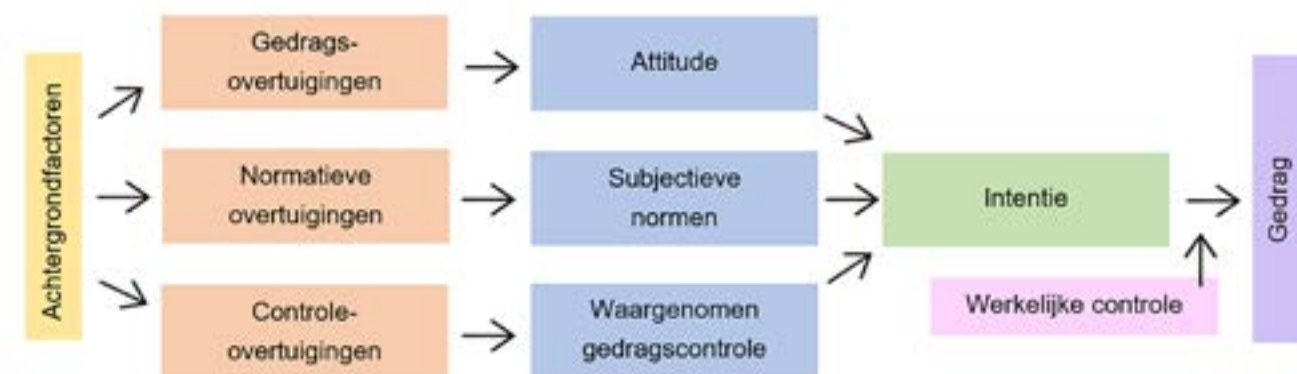 Achtergrondfactoren
Gedrags-
overtuigingen
Attitude
Normatieve
overtuigingen
Subjectieve
normen
Controle-
overtuigingen
Waargenomen
gedragscontrole
Intentie
Werkelijke controle
Gedrag